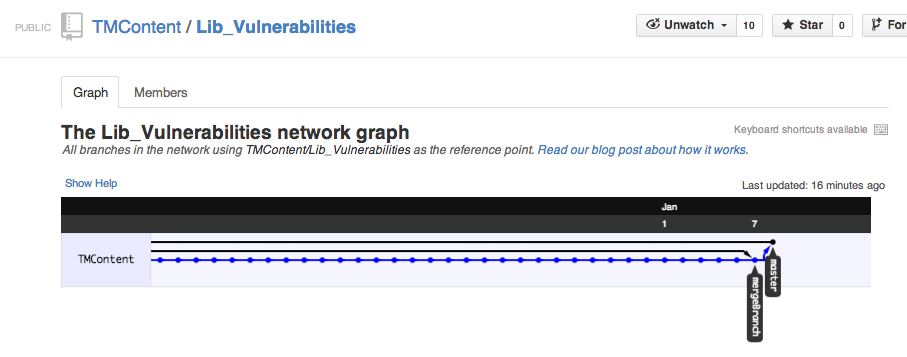 PUBLIC TMContent / Lib_Vulnerabilities Unwatch 10 Star 0 For
Graph Members
The Lib_Vulnerabilities network graph
Keyboard shortcuts available
All branches in the network using TMContent/Lib_Vulnerabilities as the reference point. Read our blog post about how it works.
Show Help Last updated: 16 minutes ago
Jan
1 7
TMContent
master
mergeBranch